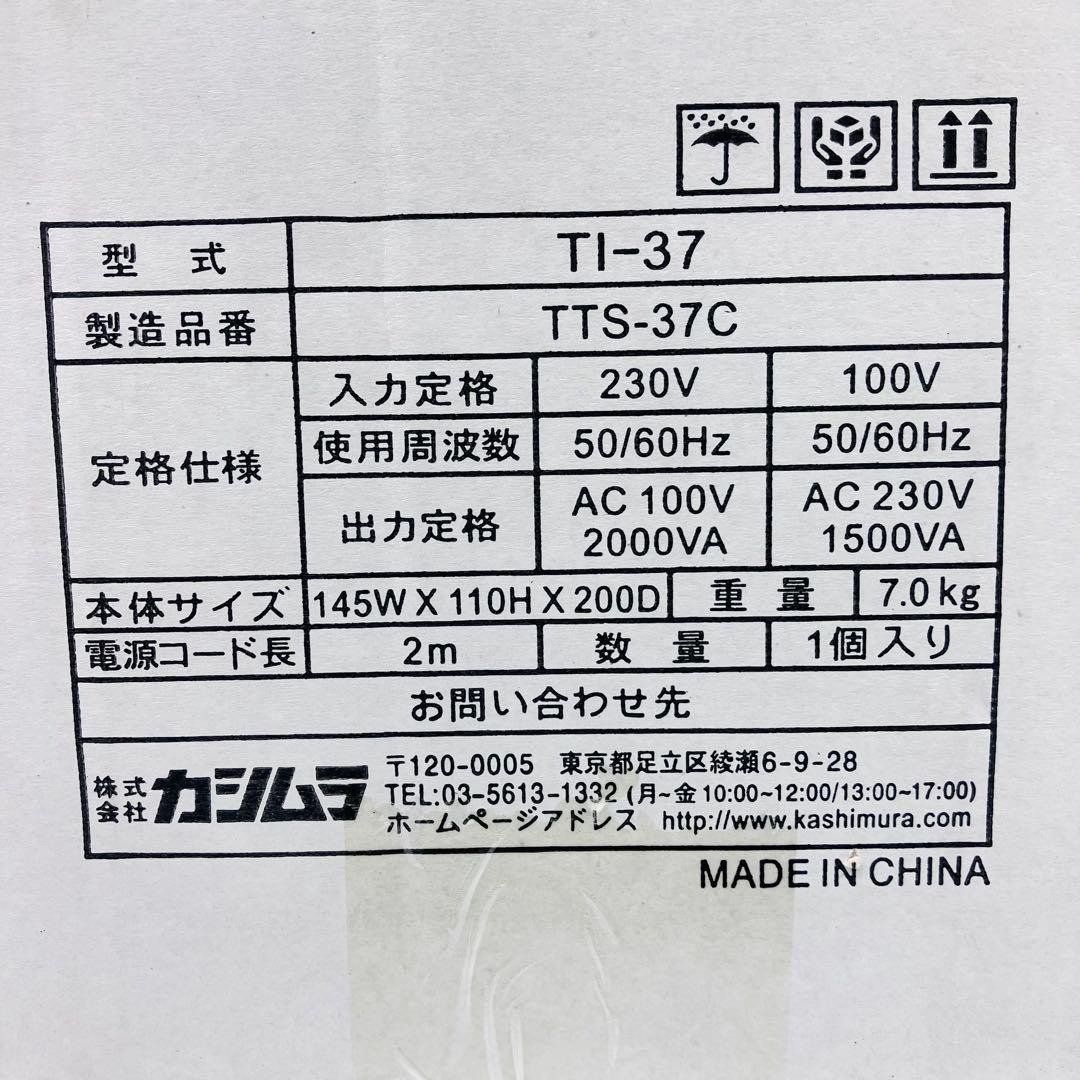 型 式 TI-37
製造品番 TTS-37C
定格仕様
入力定格 230V 100V
使用周波数 50/60Hz 50/60Hz
出力定格 AC 100V 2000VA AC 230V 1500VA
本体サイズ 145W X 110H X 200D 重 量 7.0kg
電源コード長 2m 数 量 1個入り
お問い合わせ先
株式会社 カシムラ
〒120-0005 東京都足立区綾瀬6-9-28
TEL:03-5613-1332 (月~金10:00~12:00/13:00~17:00)
ホームページアドレス http://www.kashimura.com
MADE IN CHINA